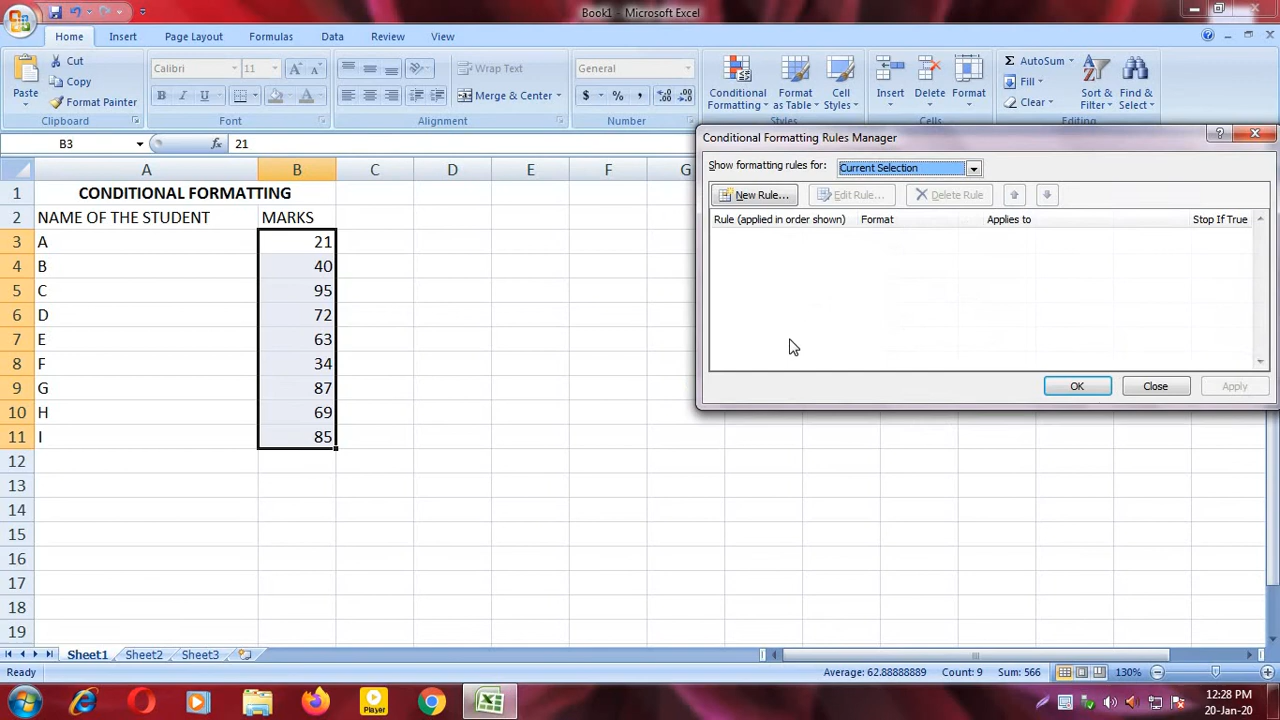 Book1 - Microsoft Excel
Home Insert Page Layout Formulas Data Review View
Cut
Copy
Format Painter
Paste
Clipboard
Calibri 11
Font
Wrap Text
Merge & Center
Alignment
General
Number
Conditional Formatting
Format as Table
Cell Styles
Styles
Insert Delete Format
Cells
AutoSum
Fill
Clear
Sort & Filter
Find & Select
Editing
B3 fx 21
A B C D E F G
1 CONDITIONAL FORMATTING
2 NAME OF THE STUDENT MARKS
3 A 21
4 B 40
5 C 95
6 D 72
7 E 63
8 F 34
9 G 87
10 H 69
11 I 85
12
13
14
15
16
17
18
19
Conditional Formatting Rules Manager
Show formatting rules for: Current Selection
New Rule... Edit Rule... Delete Rule
Rule (applied in order shown) Format Applies to Stop If True
OK Close Apply
Sheet1 Sheet2 Sheet3
Ready Average: 62.88888889 Count: 9 Sum: 566 130%
Player
12:28 PM
20-Jan-20